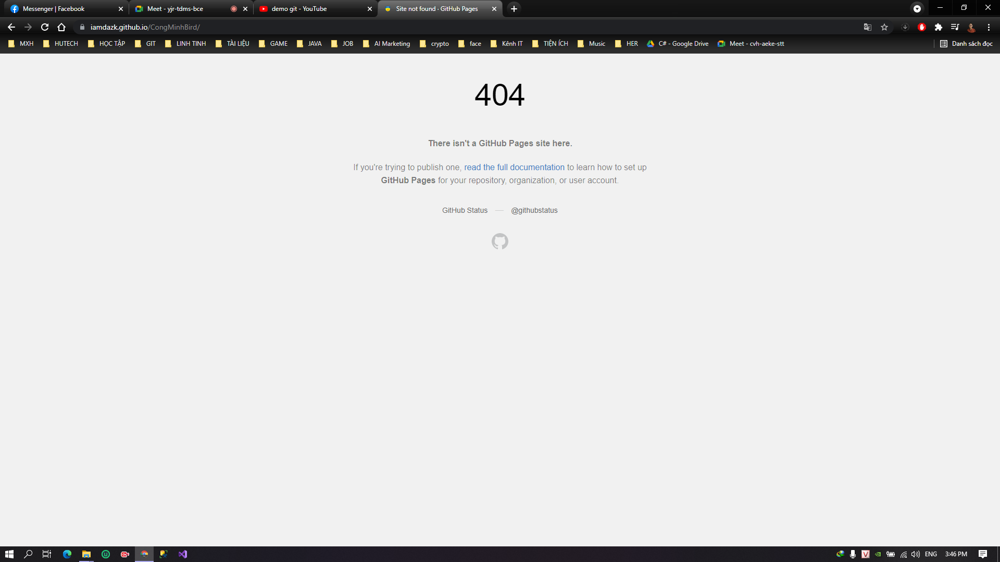 Messenger | Facebook
Meet - yjr-tdms-bce
demo git - YouTube
Site not found · GitHub Pages
iamdazk.github.io/CongMinhBird/
MXH
HUTECH
HỌC TẬP
GIT
LINH TINH
TÀI LIỆU
GAME
JAVA
JOB
AI Marketing
crypto
face
Kênh IT
TIỆN ÍCH
Music
HER
C# - Google Drive
Meet - cvh-aeke-stt
Danh sách đọc
404
There isn't a GitHub Pages site here.
If you're trying to publish one, read the full documentation to learn how to set up
GitHub Pages for your repository, organization, or user account.
GitHub Status — @githubstatus
ENG
3:46 PM